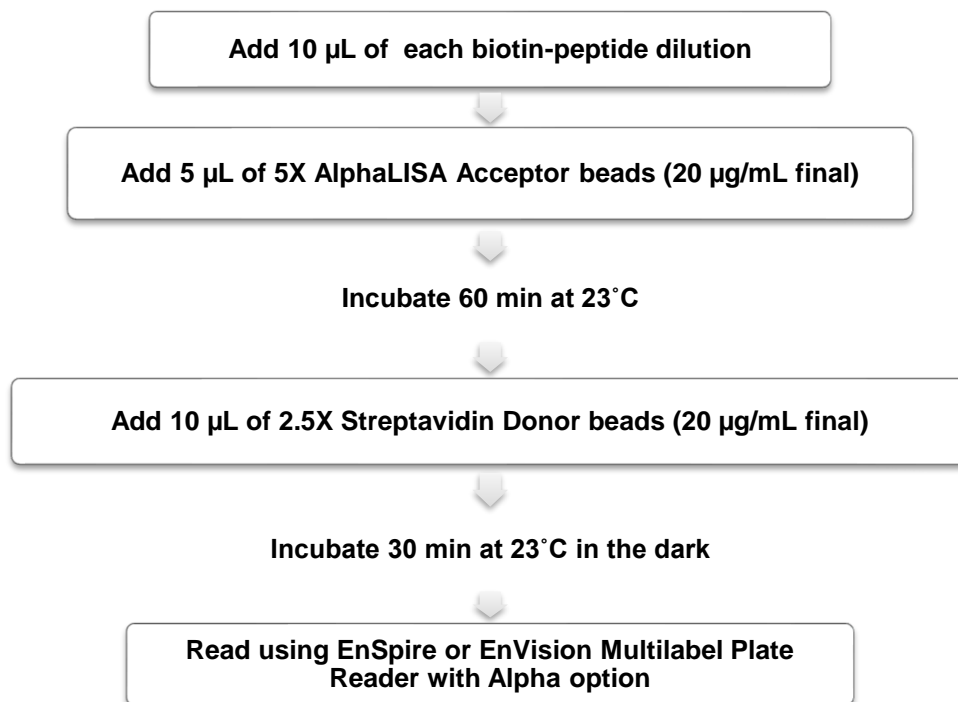 Add 10 µL of  each biotin-peptide dilution
Add 5 µL of 5X AlphaLISA Acceptor beads (20 µg/mL final)
Incubate 60 min at 23˚C
Add 10 µL of 2.5X Streptavidin Donor beads (20 µg/mL final)
Incubate 30 min at 23˚C in the dark
Read using EnSpire or EnVision Multilabel Plate
Reader with Alpha option